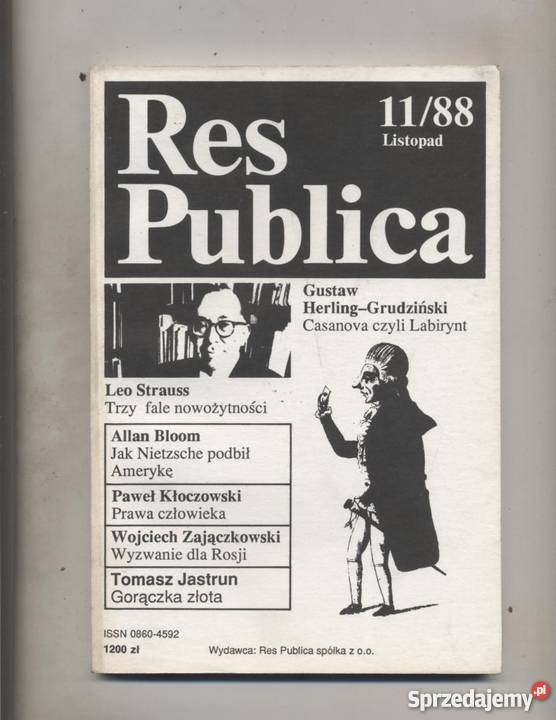 Res
Publica
11/88
Listopad
Gustaw
Herling–Grudziński
Casanova czyli Labirynt
Leo Strauss
Trzy fale nowożytności
Allan Bloom
Jak Nietzsche podbił
Amerykę
Paweł Kłoczowski
Prawa człowieka
Wojciech Zajączkowski
Wyzwanie dla Rosji
Tomasz Jastrun
Gorączka złota
ISSN 0860-4592
1200 zł
Wydawca: Res Publica spólka z o.o.
Sprzedajemy.pl